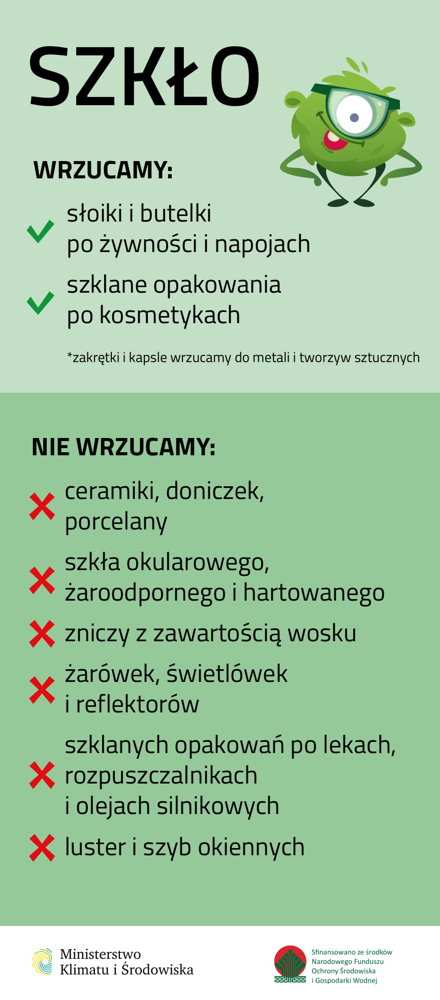 SZKŁO
WRZUCAMY:
słoiki i butelki
po żywności i napojach
szklane opakowania
po kosmetykach
*zakrętki i kapsle wrzucamy do metali i tworzyw sztucznych
NIE WRZUCAMY:
ceramiki, doniczek,
porcelany
szkła okularowego,
żaroodpornego i hartowanego
zniczy z zawartością wosku
żarówek, świetlówek
i reflektorów
szklanych opakowań po lekach,
rozpuszczalnikach
i olejach silnikowych
luster i szyb okiennych
Ministerstwo
Klimatu i Środowiska
Sfinansowano ze środków
Narodowego Funduszu
Ochrony Środowiska
i Gospodarki Wodnej